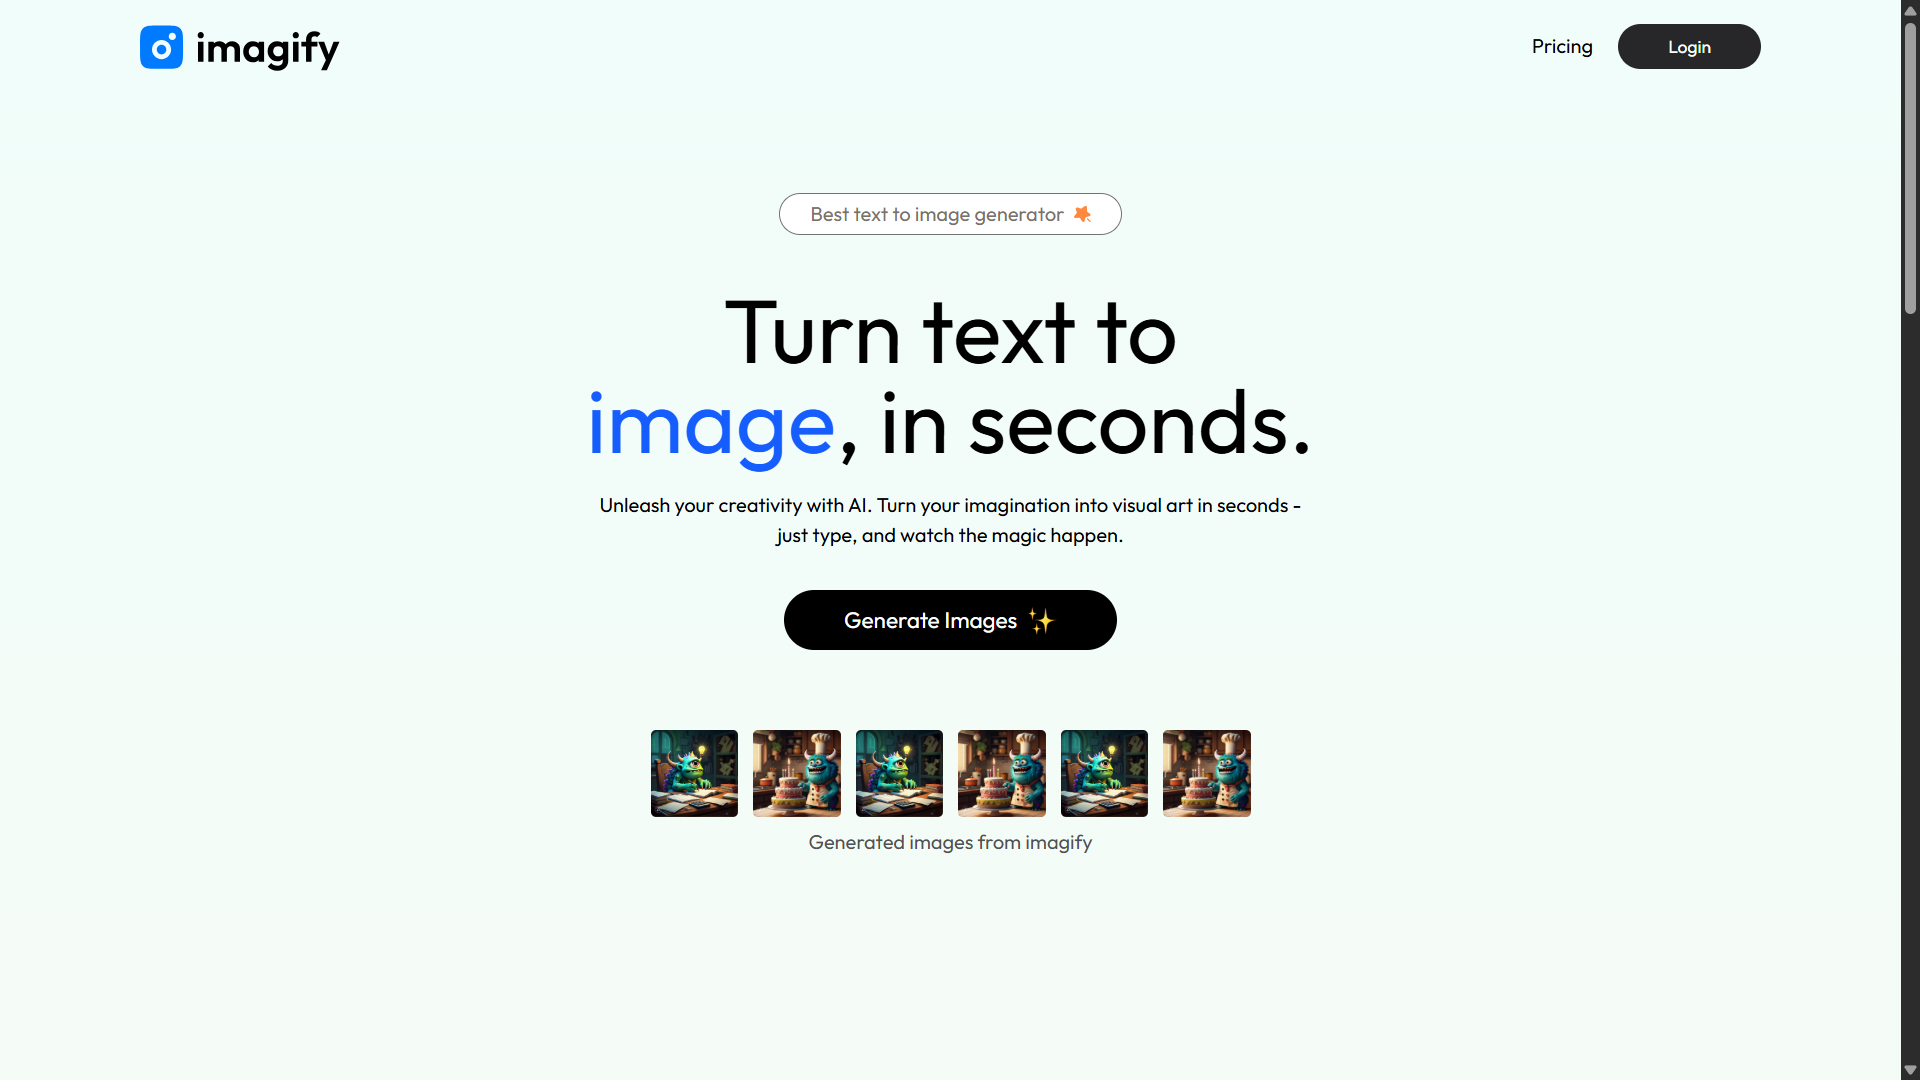 imagify
Pricing
Login
Best text to image generator
Turn text to
image, in seconds.
Unleash your creativity with AI. Turn your imagination into visual art in seconds -
just type, and watch the magic happen.
Generate Images ✨
Generated images from imagify